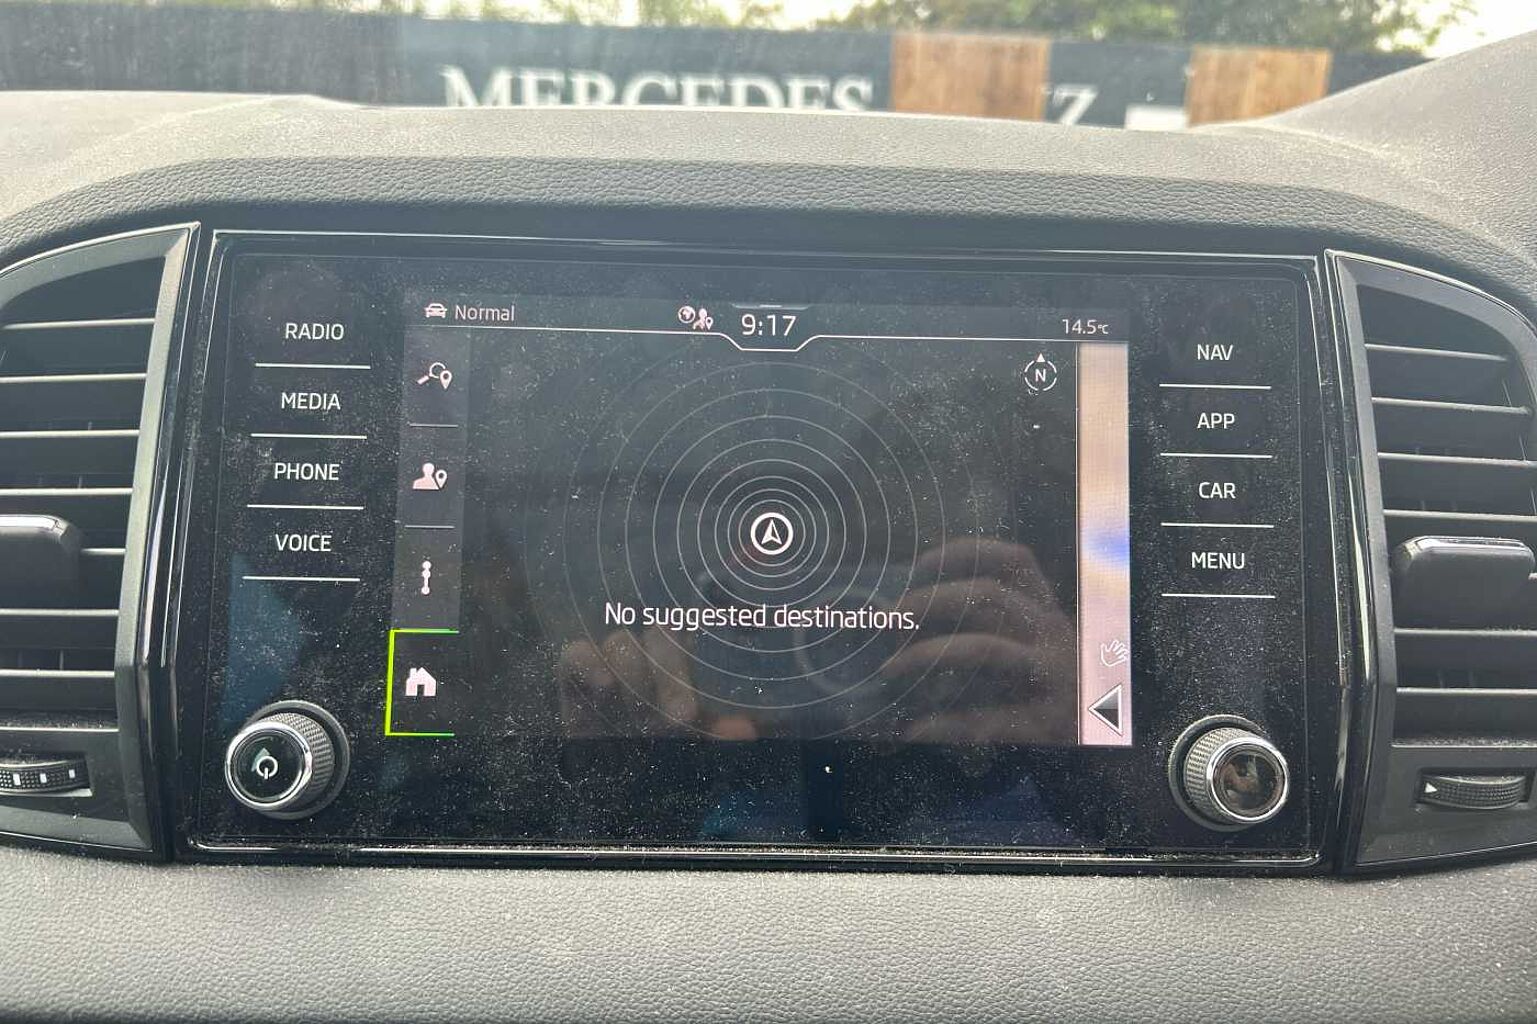 MERCEDES Z
Normal 9:17 14.5°C
RADIO
MEDIA
PHONE
VOICE
N
No suggested destinations.
NAV
APP
CAR
MENU